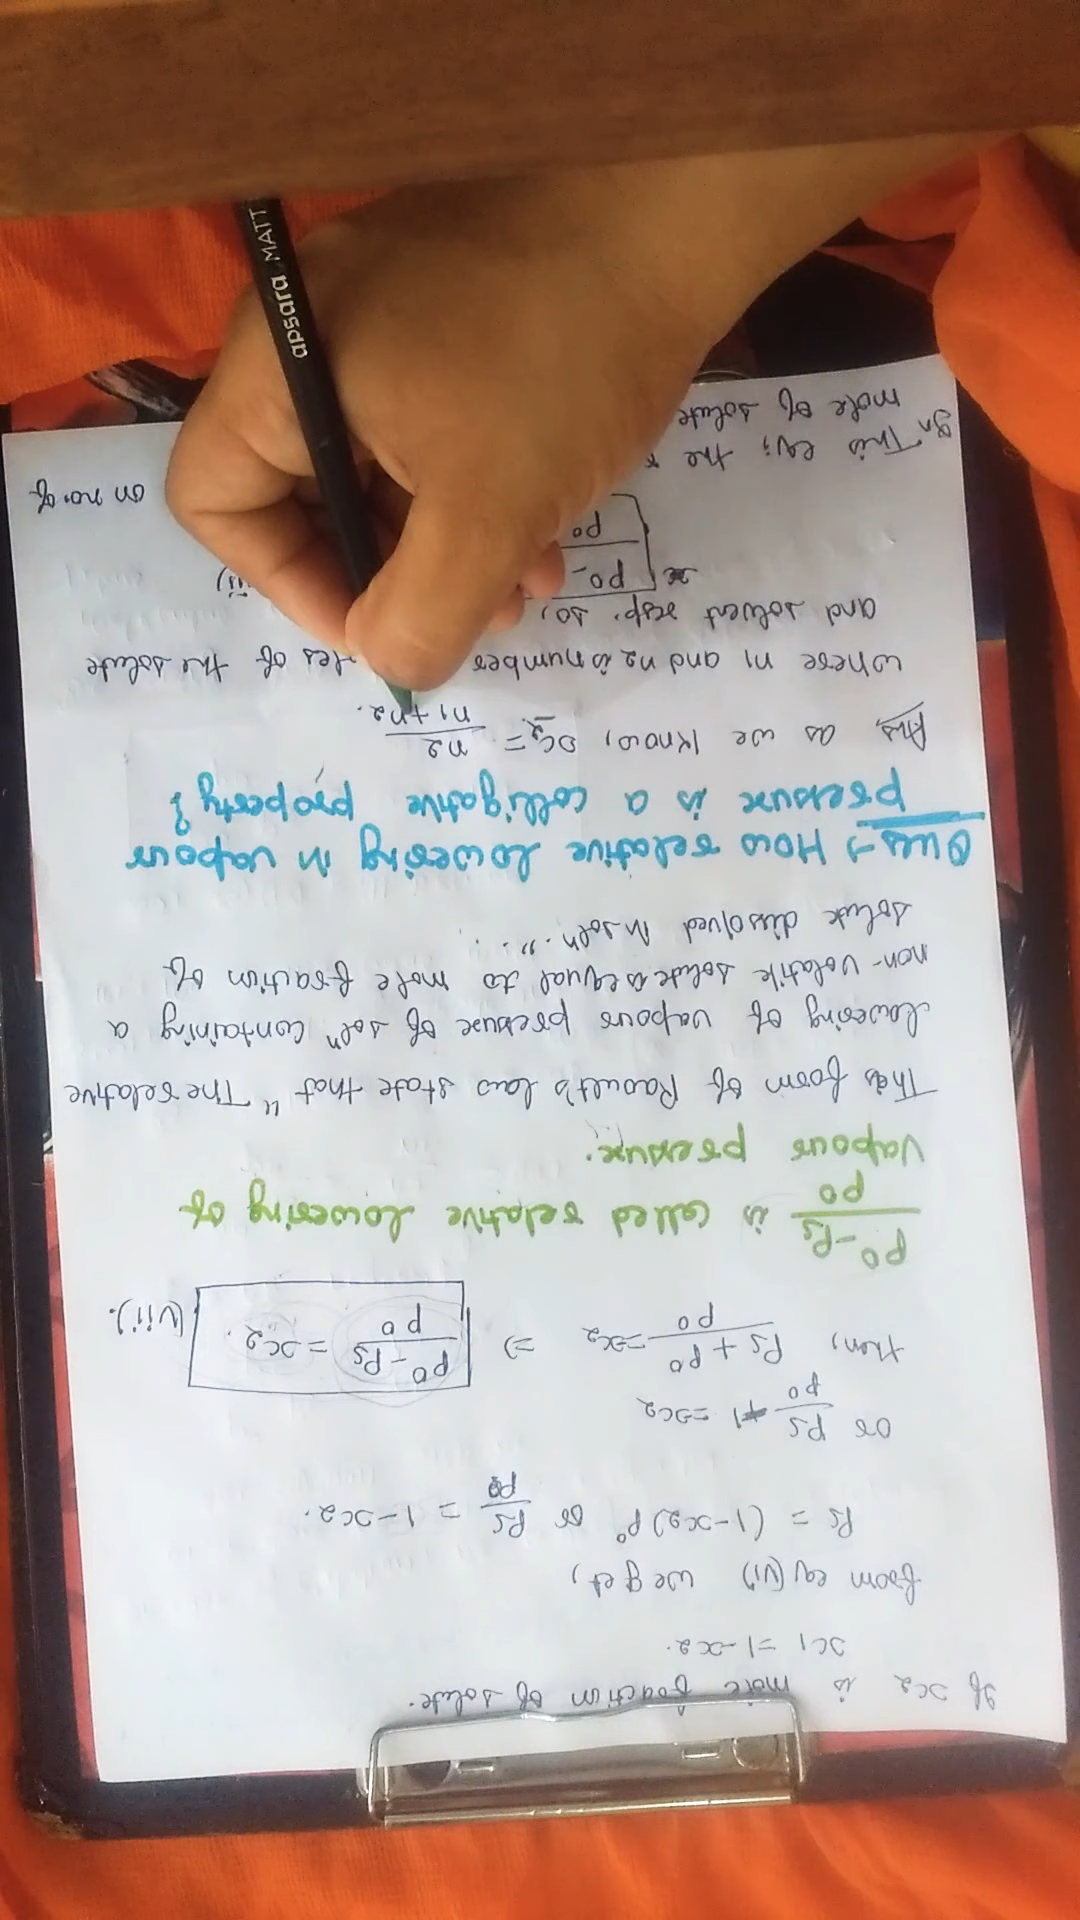 If x2 is mole fraction of solute.
x1 = 1-x2.
from eq (vi) we get,
Ps = (1-x2) p° or Ps/p° = 1-x2.
or Ps/p° + 1 = x2
then, Ps + p°/p° = x2 => p°-Ps/p° = x2. (vii).
p°-Ps/p° is called relative lowering of
vapour pressure.
This form of Raoult's law state that "The relative
lowering of vapour pressure of solⁿ containing a
non-volatile solute is equal to mole fraction of
solute dissolved in solⁿ."
Ques → How relative lowering in vapour
pressure is a colligative property?
Ans. as we know, x2 = n2/n1+n2.
where n1 and n2 is number les of the solute
and solvent resp. so,
p°-/p°
In This eq; the on no. of
mole of solute
apsara MATT